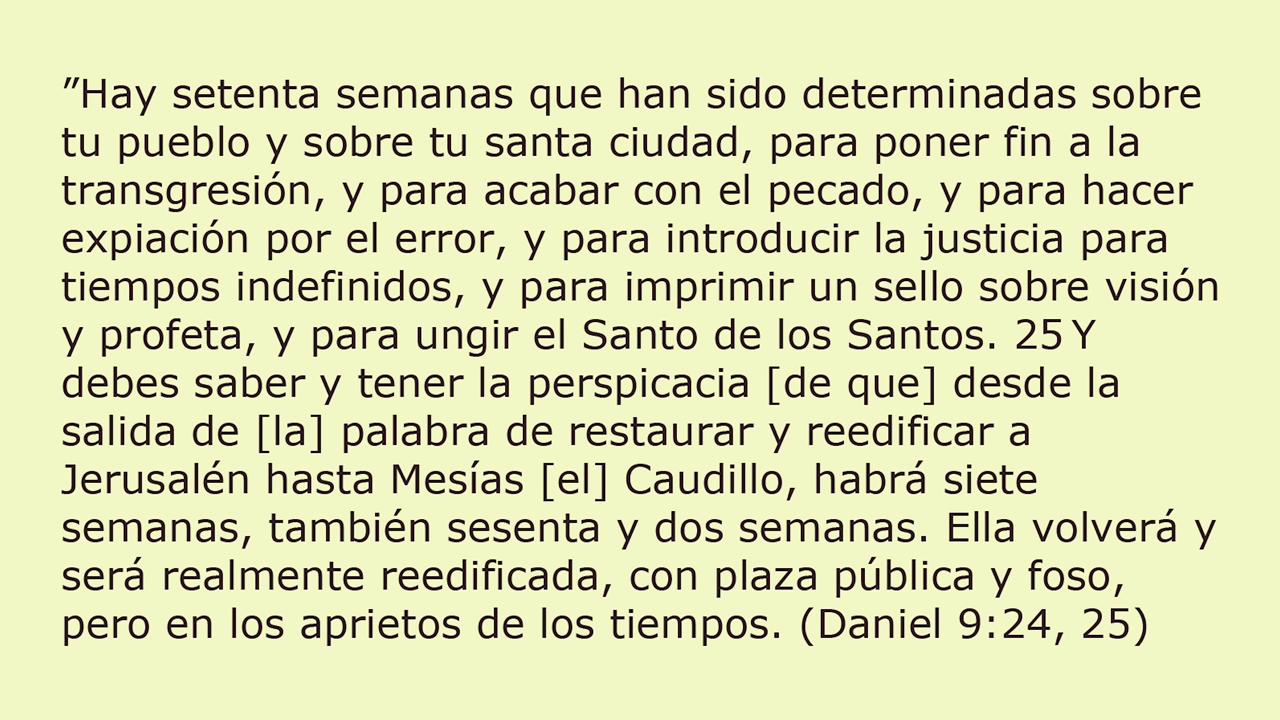 ”Hay setenta semanas que han sido determinadas sobre
tu pueblo y sobre tu santa ciudad, para poner fin a la
transgresión, y para acabar con el pecado, y para hacer
expiación por el error, y para introducir la justicia para
tiempos indefinidos, y para imprimir un sello sobre visión
y profeta, y para ungir el Santo de los Santos. 25 Y
debes saber y tener la perspicacia [de que] desde la
salida de [la] palabra de restaurar y reedificar a
Jerusalén hasta Mesías [el] Caudillo, habrá siete
semanas, también sesenta y dos semanas. Ella volverá y
será realmente reedificada, con plaza pública y foso,
pero en los aprietos de los tiempos. (Daniel 9:24, 25)